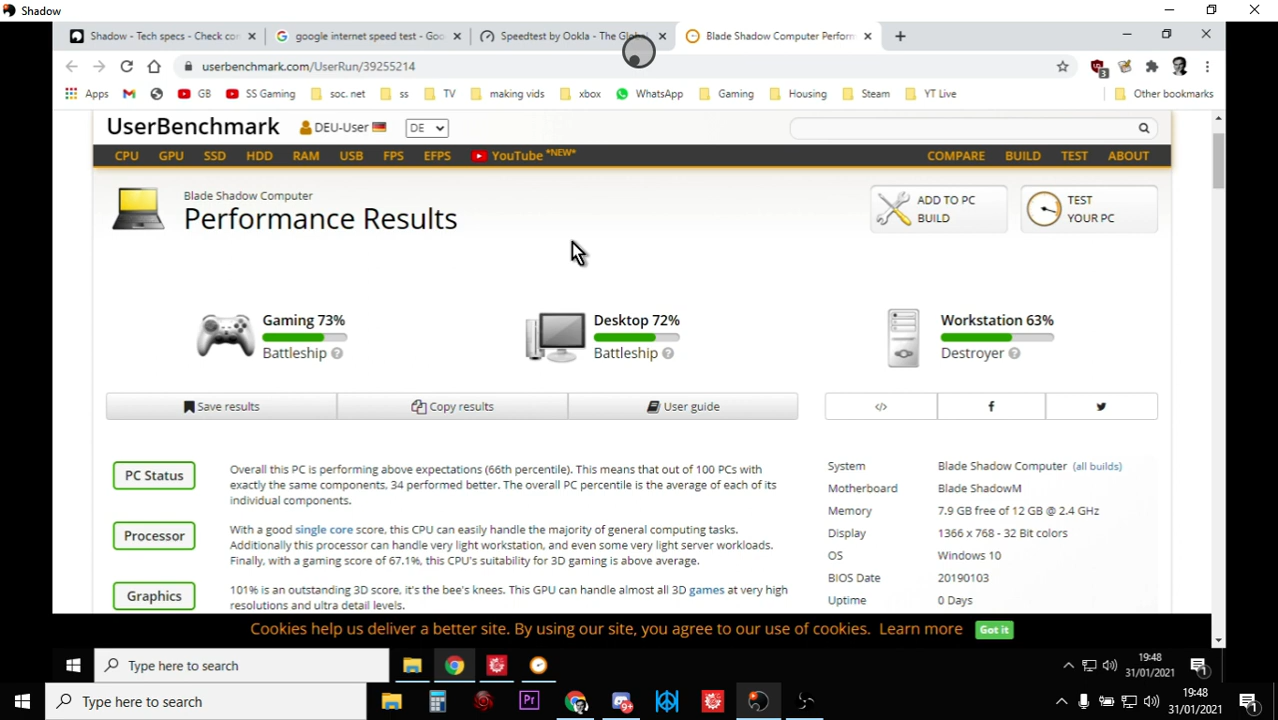 Shadow
Shadow - Tech specs - Check con
google internet speed test - Goo
Speedtest by Ookla - The Global
Blade Shadow Computer Perform
userbenchmark.com/UserRun/39255214
3
Apps
GB
SS Gaming
soc. net
ss
TV
making vids
xbox
WhatsApp
Gaming
Housing
Steam
YT Live
Other bookmarks
UserBenchmark
DEU-User
DE
CPU GPU SSD HDD RAM USB FPS EFPS YouTube *NEW*
COMPARE BUILD TEST ABOUT
Blade Shadow Computer
Performance Results
ADD TO PC
BUILD
TEST
YOUR PC
Gaming 73%
Battleship
Desktop 72%
Battleship
Workstation 63%
Destroyer
Save results
Copy results
User guide
</>
PC Status
Overall this PC is performing above expectations (66th percentile). This means that out of 100 PCs with
exactly the same components, 34 performed better. The overall PC percentile is the average of each of its
individual components.
Processor
With a good single core score, this CPU can easily handle the majority of general computing tasks.
Additionally this processor can handle very light workstation, and even some very light server workloads.
Finally, with a gaming score of 67.1%, this CPU's suitability for 3D gaming is above average.
Graphics
101% is an outstanding 3D score, it's the bee's knees. This GPU can handle almost all 3D games at very high
resolutions and ultra detail levels.
System Blade Shadow Computer (all builds)
Motherboard Blade ShadowM
Memory 7.9 GB free of 12 GB @ 2.4 GHz
Display 1366 x 768 - 32 Bit colors
OS Windows 10
BIOS Date 20190103
Uptime 0 Days
Cookies help us deliver a better site. By using our site, you agree to our use of cookies. Learn more Got it
Type here to search
19:48
31/01/2021
1
Type here to search
Pr
9+
19:48
31/01/2021
1